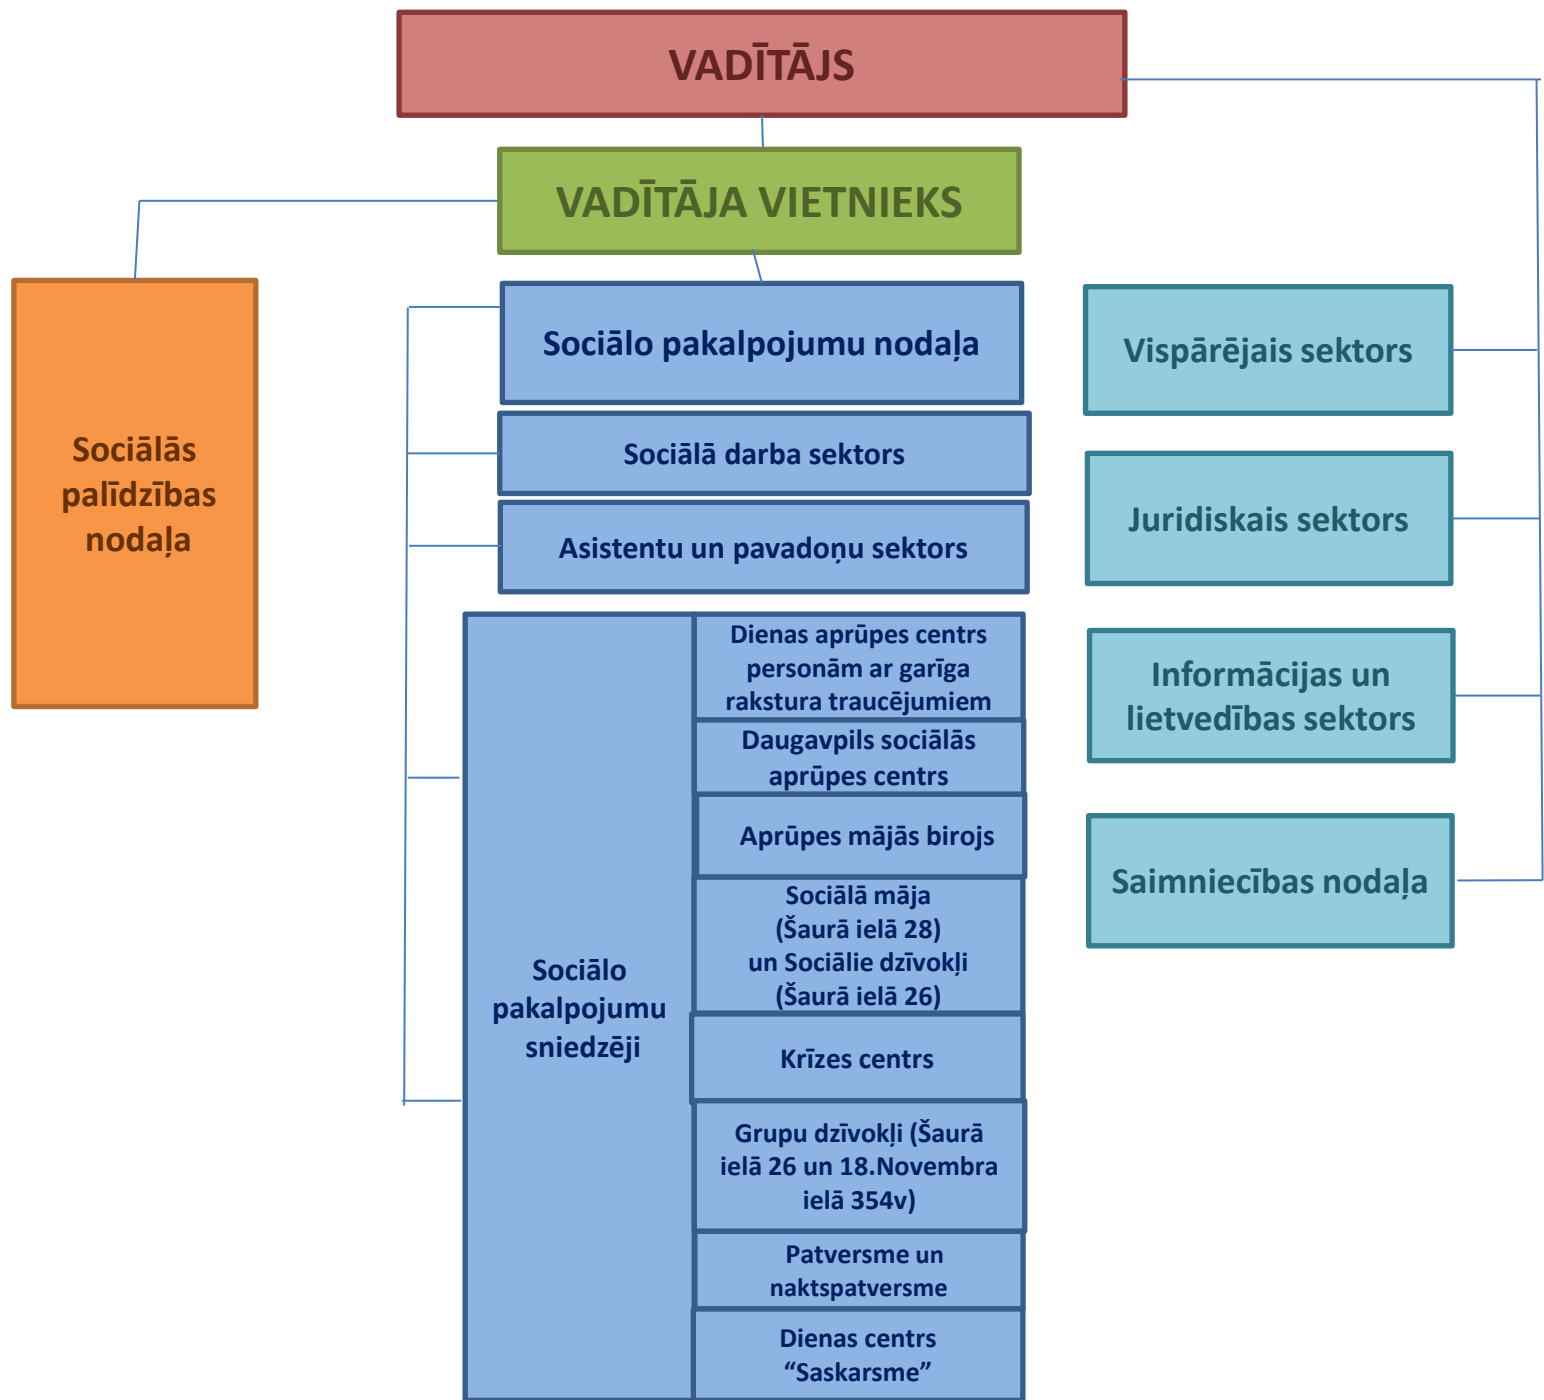 VADĪTĀJS
VADĪTĀJA VIETNIEKS
Sociālās
palīdzības
nodaļa
Sociālo pakalpojumu nodaļa
Sociālā darba sektors
Asistentu un pavadoņu sektors
Sociālo
pakalpojumu
sniedzēji
Dienas aprūpes centrs
personām ar garīga
rakstura traucējumiem
Daugavpils sociālās
aprūpes centrs
Aprūpes mājās birojs
Sociālā māja
(Šaurā ielā 28)
un Sociālie dzīvokļi
(Šaurā ielā 26)
Krīzes centrs
Grupu dzīvokļi (Šaurā
ielā 26 un 18.Novembra
ielā 354v)
Patversme un
naktspatversme
Dienas centrs
“Saskarsme”
Vispārējais sektors
Juridiskais sektors
Informācijas un
lietvedības sektors
Saimniecības nodaļa